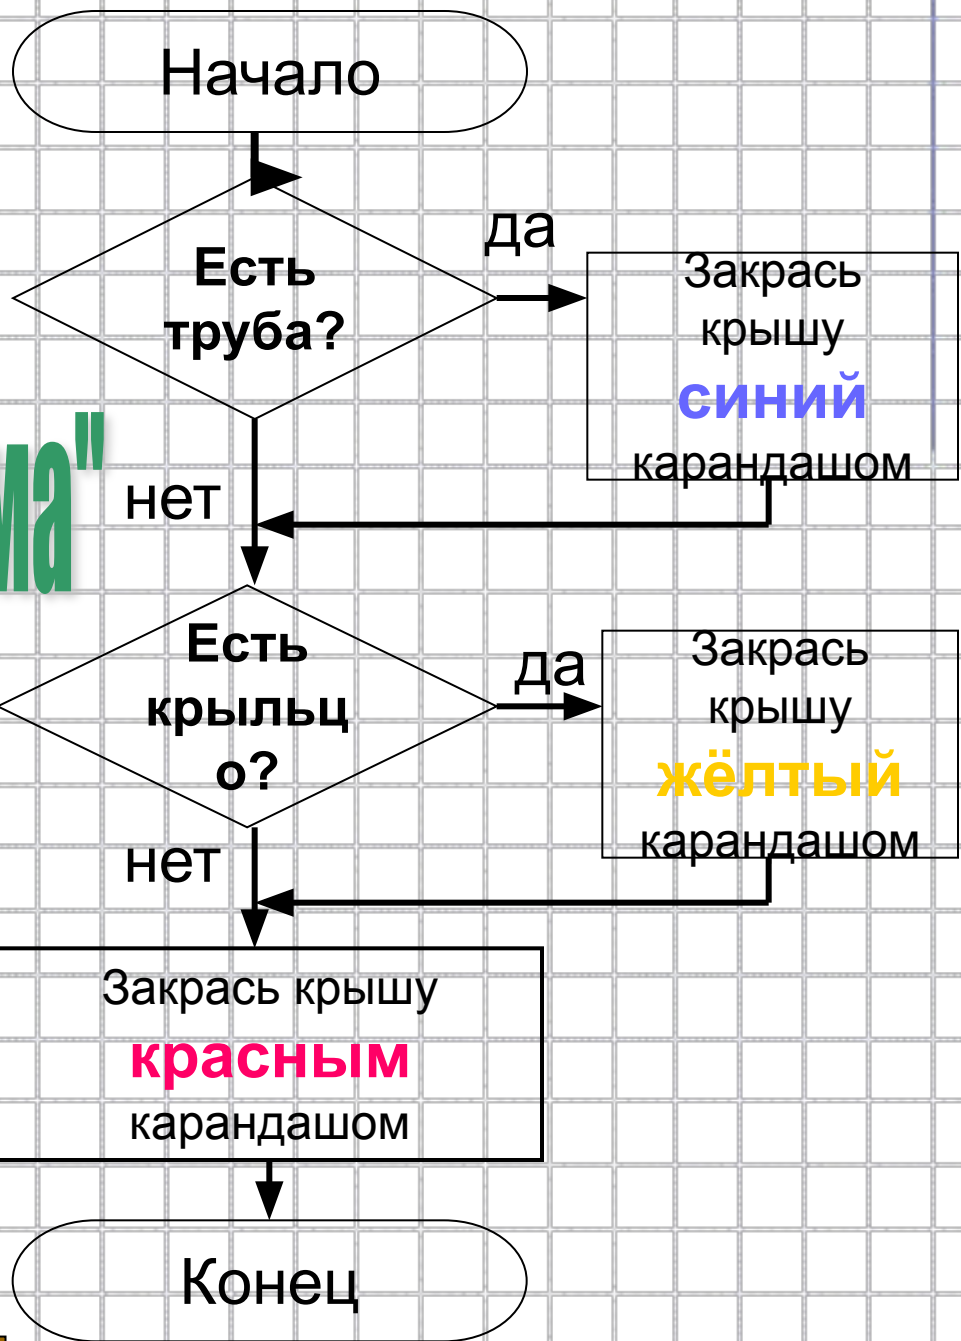 Начало
да
Есть
труба?
Закрась
крышу
синий
карандашом
ма"
нет
Есть
крыльц
о?
да
Закрась
крышу
жёлтый
карандашом
нет
Закрась крышу
красным
карандашом
Конец